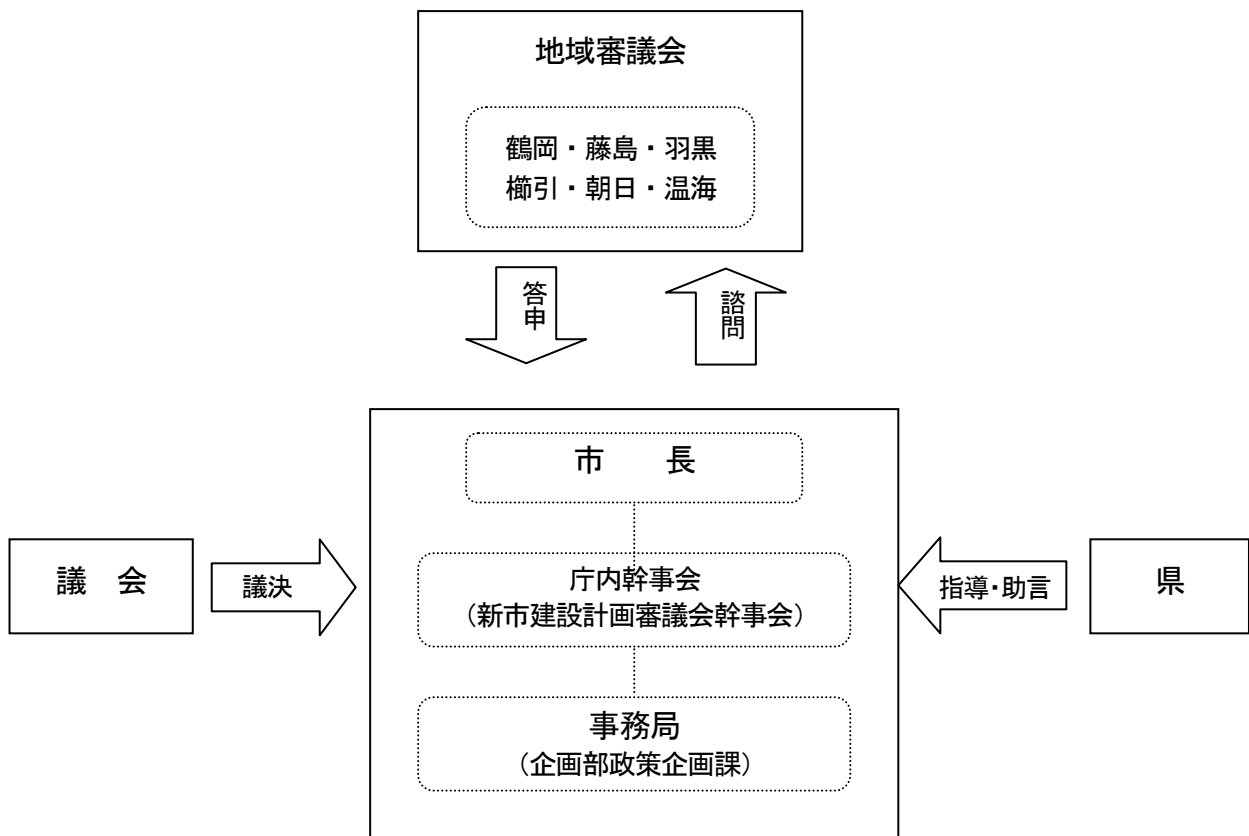 地域審議会
鶴岡・藤島・羽黒
櫛引・朝日・温海
答申
諮問
市　　長
議　会
議決
庁内幹事会
（新市建設計画審議会幹事会）
指導・助言
県
事務局
（企画部政策企画課）